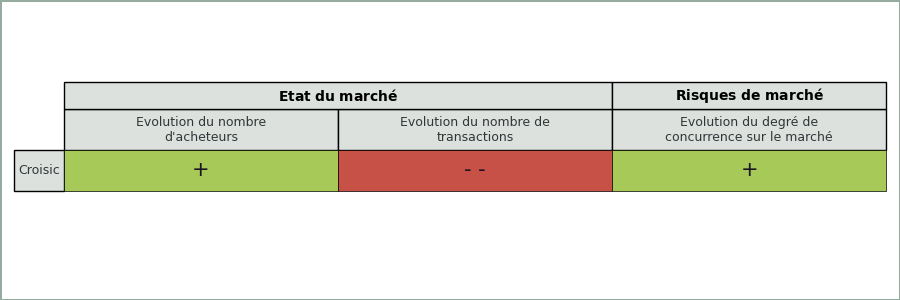 Etat du marché
Risques de marché
Evolution du nombre
d'acheteurs
Evolution du nombre de
transactions
Evolution du degré de
concurrence sur le marché
Croisic
+
- -
+